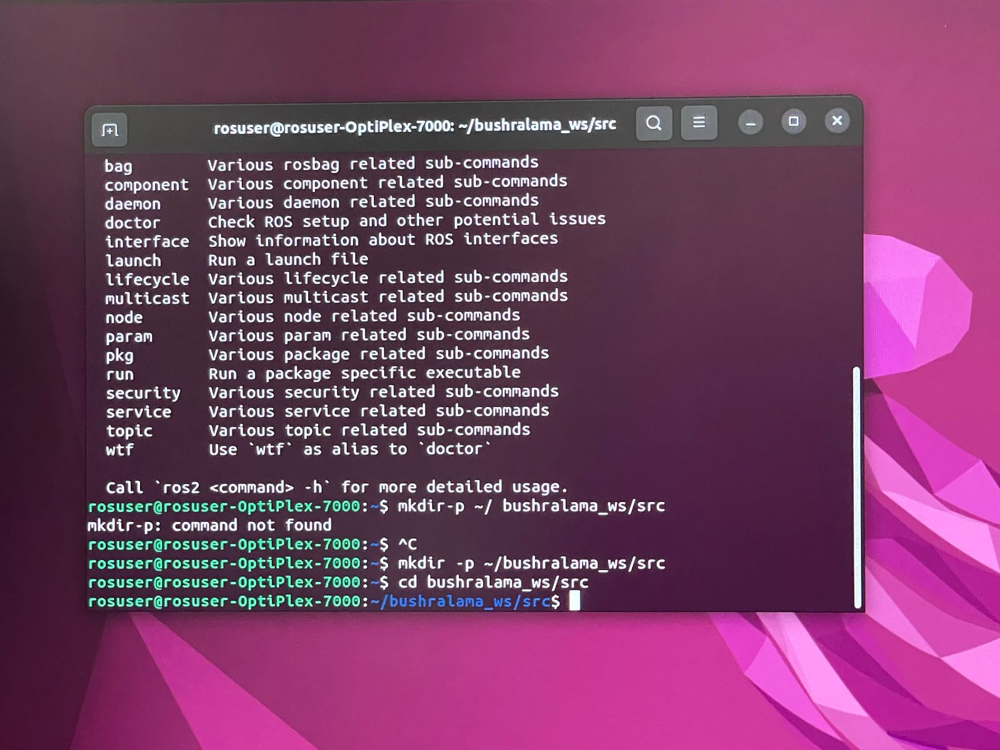 rosuser@rosuser-OptiPlex-7000: ~/bushralama_ws/src
bag Various rosbag related sub-commands
component Various component related sub-commands
daemon Various daemon related sub-commands
doctor Check ROS setup and other potential issues
interface Show information about ROS interfaces
launch Run a launch file
lifecycle Various lifecycle related sub-commands
multicast Various multicast related sub-commands
node Various node related sub-commands
param Various param related sub-commands
pkg Various package related sub-commands
run Run a package specific executable
security Various security related sub-commands
service Various service related sub-commands
topic Various topic related sub-commands
wtf Use `wtf` as alias to `doctor`
Call `ros2 <command> -h` for more detailed usage.
rosuser@rosuser-OptiPlex-7000:~$ mkdir-p ~/ bushralama_ws/src
mkdir-p: command not found
rosuser@rosuser-OptiPlex-7000:~$ ^C
rosuser@rosuser-OptiPlex-7000:~$ mkdir -p ~/bushralama_ws/src
rosuser@rosuser-OptiPlex-7000:~$ cd bushralama_ws/src
rosuser@rosuser-OptiPlex-7000:~/bushralama_ws/src$